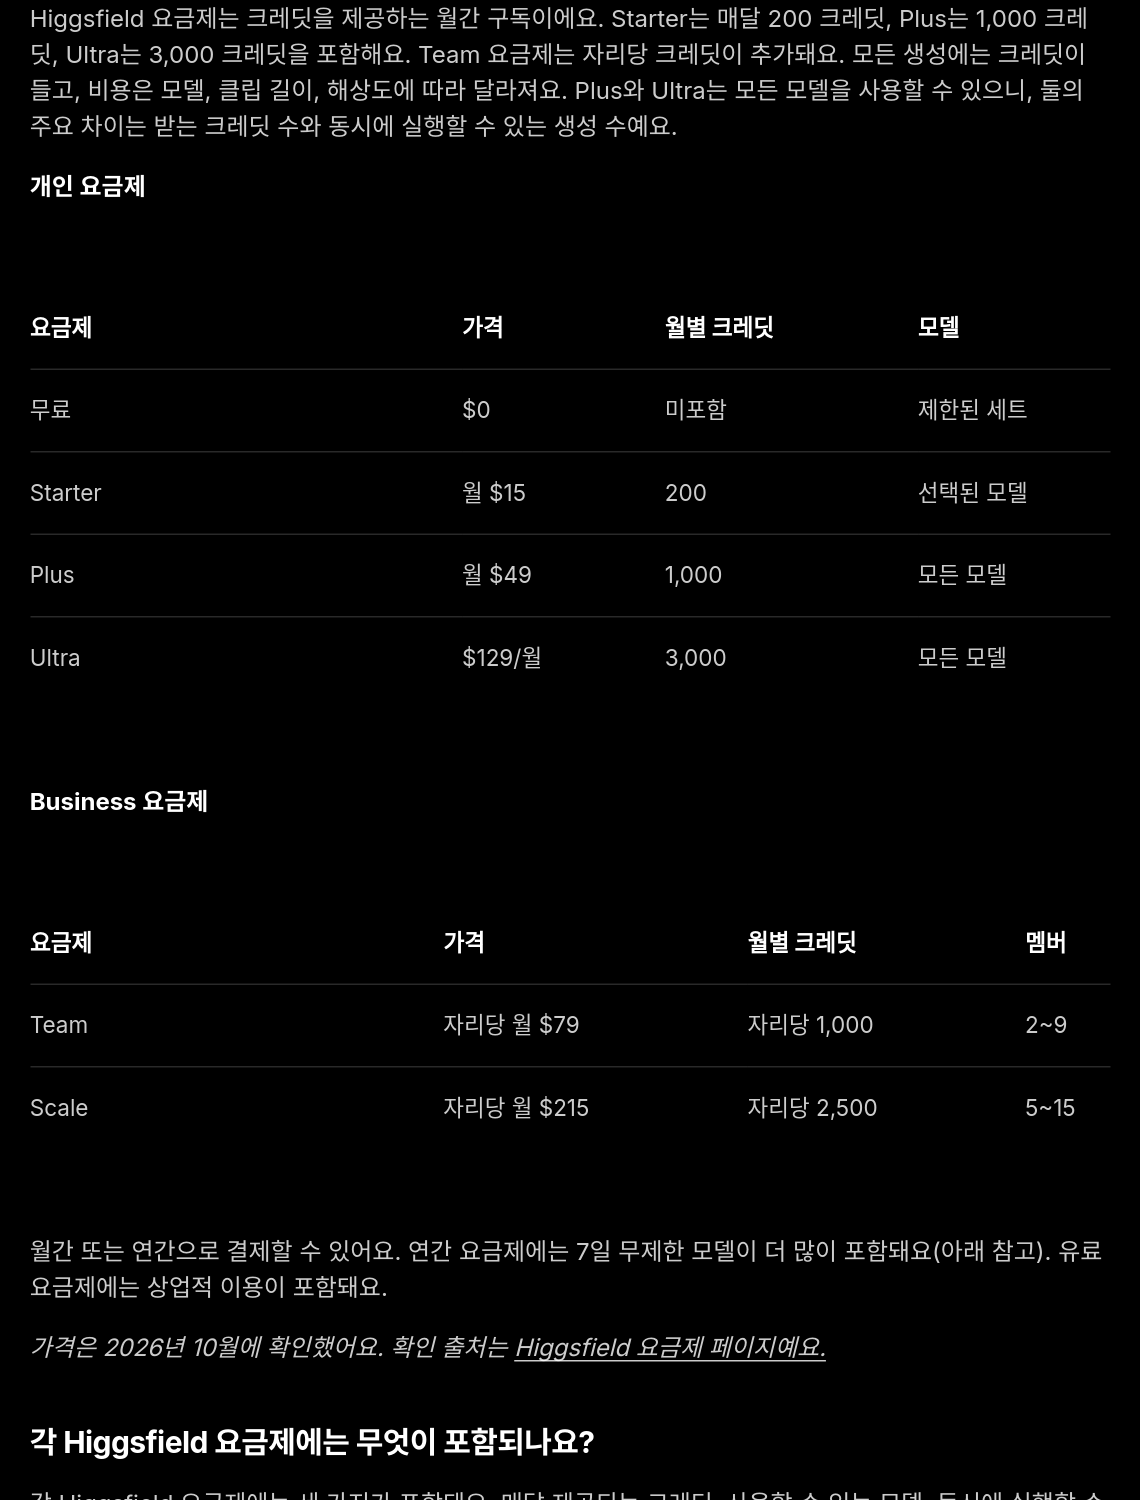 Higgsfield 요금제는 크레딧을 제공하는 월간 구독이에요. Starter는 매달 200 크레딧, Plus는 1,000 크레
딧, Ultra는 3,000 크레딧을 포함해요. Team 요금제는 자리당 크레딧이 추가돼요. 모든 생성에는 크레딧이
들고, 비용은 모델, 클립 길이, 해상도에 따라 달라져요. Plus와 Ultra는 모든 모델을 사용할 수 있으니, 둘의
주요 차이는 받는 크레딧 수와 동시에 실행할 수 있는 생성 수예요.
개인 요금제
요금제 가격 월별 크레딧 모델
무료 $0 미포함 제한된 세트
Starter 월 $15 200 선택된 모델
Plus 월 $49 1,000 모든 모델
Ultra $129/월 3,000 모든 모델
Business 요금제
요금제 가격 월별 크레딧 멤버
Team 자리당 월 $79 자리당 1,000 2~9
Scale 자리당 월 $215 자리당 2,500 5~15
월간 또는 연간으로 결제할 수 있어요. 연간 요금제에는 7일 무제한 모델이 더 많이 포함돼요(아래 참고). 유료
요금제에는 상업적 이용이 포함돼요.
가격은 2026년 10월에 확인했어요. 확인 출처는 Higgsfield 요금제 페이지예요.
각 Higgsfield 요금제에는 무엇이 포함되나요?